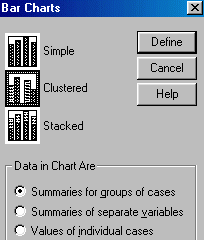 Bar Charts
Simple
Define
Cancel
Clustered
Help
Stacked
Data in Chart Are
Summaries for groups of cases
Summaries of separate variables
Values of individual cases